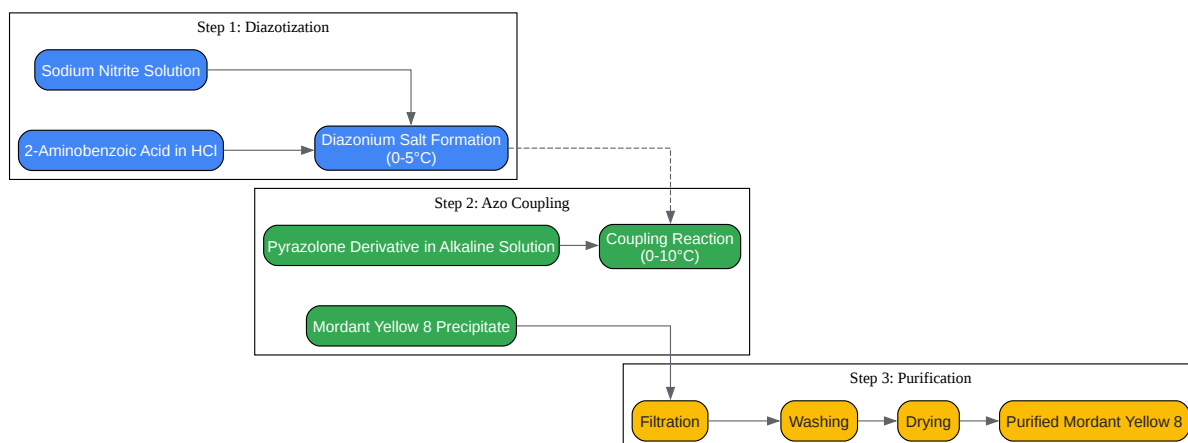 Step 1: Diazotization
Sodium Nitrite Solution
2-Aminobenzoic Acid in HCl
Diazonium Salt Formation
(0-5°C)
Step 2: Azo Coupling
Pyrazolone Derivative in Alkaline Solution
Coupling Reaction
(0-10°C)
Mordant Yellow 8 Precipitate
Step 3: Purification
Filtration
Washing
Drying
Purified Mordant Yellow 8